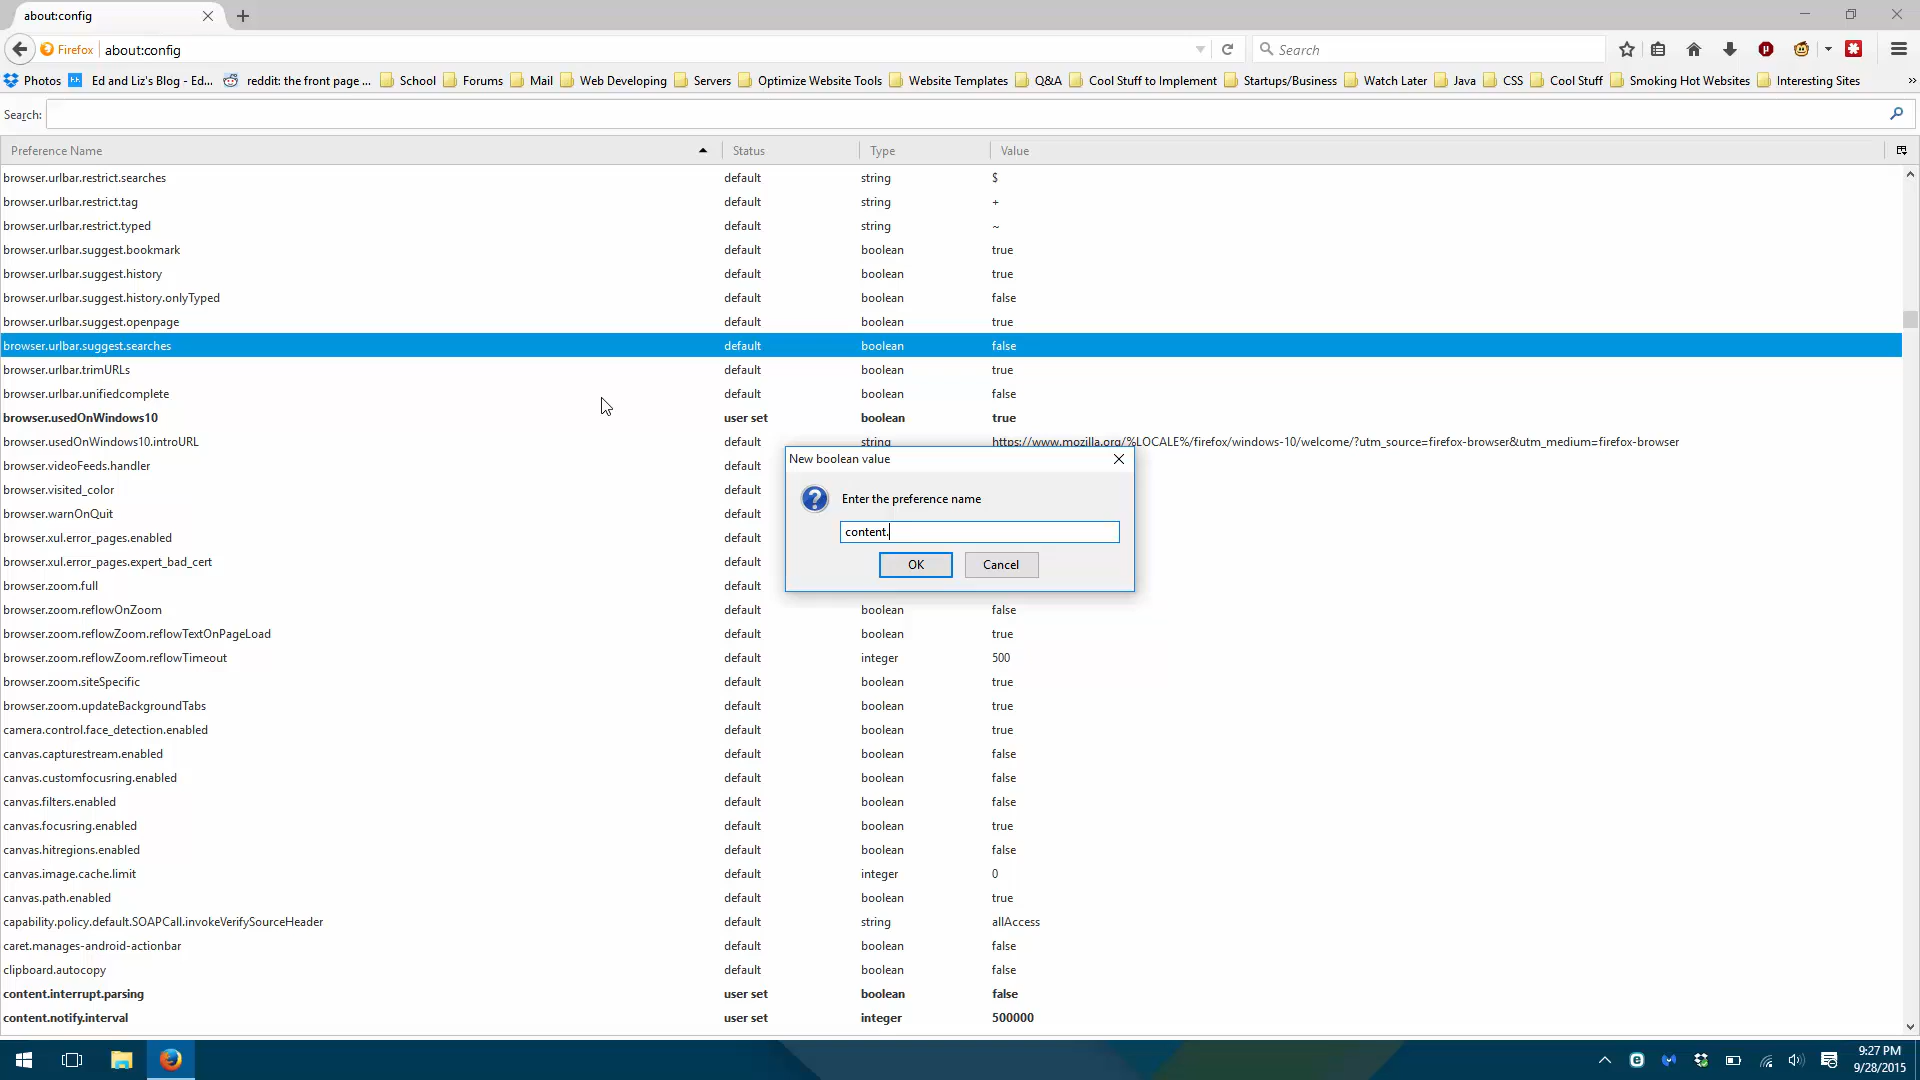 about:config
Firefox about:config Search
Photos Ed and Liz's Blog - Ed... reddit: the front page ... School Forums Mail Web Developing Servers Optimize Website Tools Website Templates Q&A Cool Stuff to Implement Startups/Business Watch Later Java CSS Cool Stuff Smoking Hot Websites Interesting Sites »
Search:
Preference Name Status Type Value
browser.urlbar.restrict.searches default string $
browser.urlbar.restrict.tag default string +
browser.urlbar.restrict.typed default string ~
browser.urlbar.suggest.bookmark default boolean true
browser.urlbar.suggest.history default boolean true
browser.urlbar.suggest.history.onlyTyped default boolean false
browser.urlbar.suggest.openpage default boolean true
browser.urlbar.suggest.searches default boolean false
browser.urlbar.trimURLs default boolean true
browser.urlbar.unifiedcomplete default boolean false
browser.usedOnWindows10 user set boolean true
browser.usedOnWindows10.introURL default string https://www.mozilla.org/%LOCALE%/firefox/windows-10/welcome/?utm_source=firefox-browser&utm_medium=firefox-browser
browser.videoFeeds.handler default
browser.visited_color default
browser.warnOnQuit default
browser.xul.error_pages.enabled default
browser.xul.error_pages.expert_bad_cert default
browser.zoom.full default
New boolean value
Enter the preference name
content.
OK Cancel
browser.zoom.reflowOnZoom default boolean false
browser.zoom.reflowZoom.reflowTextOnPageLoad default boolean true
browser.zoom.reflowZoom.reflowTimeout default integer 500
browser.zoom.siteSpecific default boolean true
browser.zoom.updateBackgroundTabs default boolean true
camera.control.face_detection.enabled default boolean true
canvas.capturestream.enabled default boolean false
canvas.customfocusring.enabled default boolean false
canvas.filters.enabled default boolean false
canvas.focusring.enabled default boolean true
canvas.hitregions.enabled default boolean false
canvas.image.cache.limit default integer 0
canvas.path.enabled default boolean true
capability.policy.default.SOAPCall.invokeVerifySourceHeader default string allAccess
caret.manages-android-actionbar default boolean false
clipboard.autocopy default boolean false
content.interrupt.parsing user set boolean false
content.notify.interval user set integer 500000
9:27 PM
9/28/2015